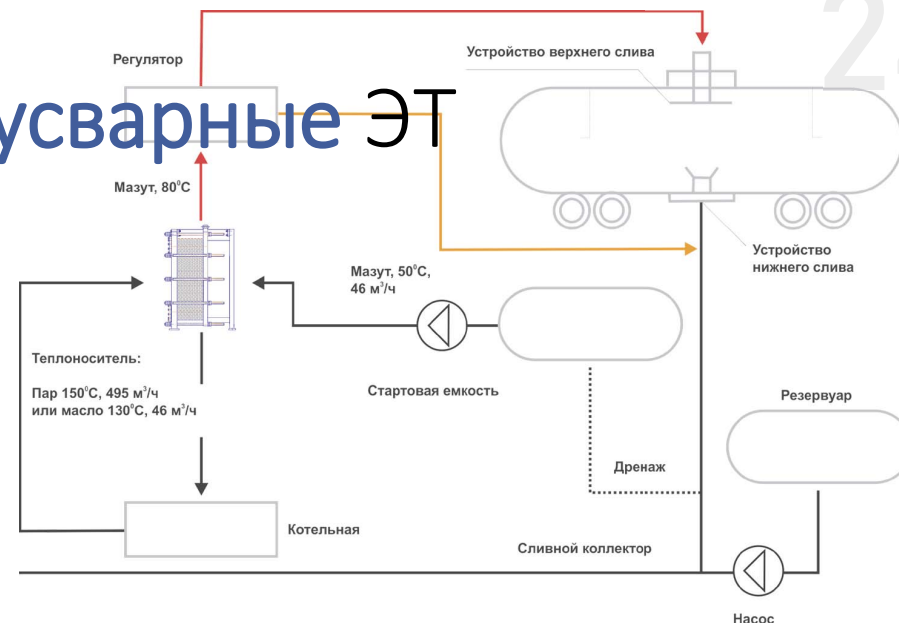 Регулятор
Устройство верхнего слива
усварные ЭТ
Мазут, 80°С
Устройство
нижнего слива
Мазут, 50°С,
46 м³/ч
Теплоноситель:
Пар 150°С, 495 м³/ч
или масло 130°С, 46 м³/ч
Стартовая емкость
Резервуар
Дренаж
Котельная
Сливной коллектор
Насос